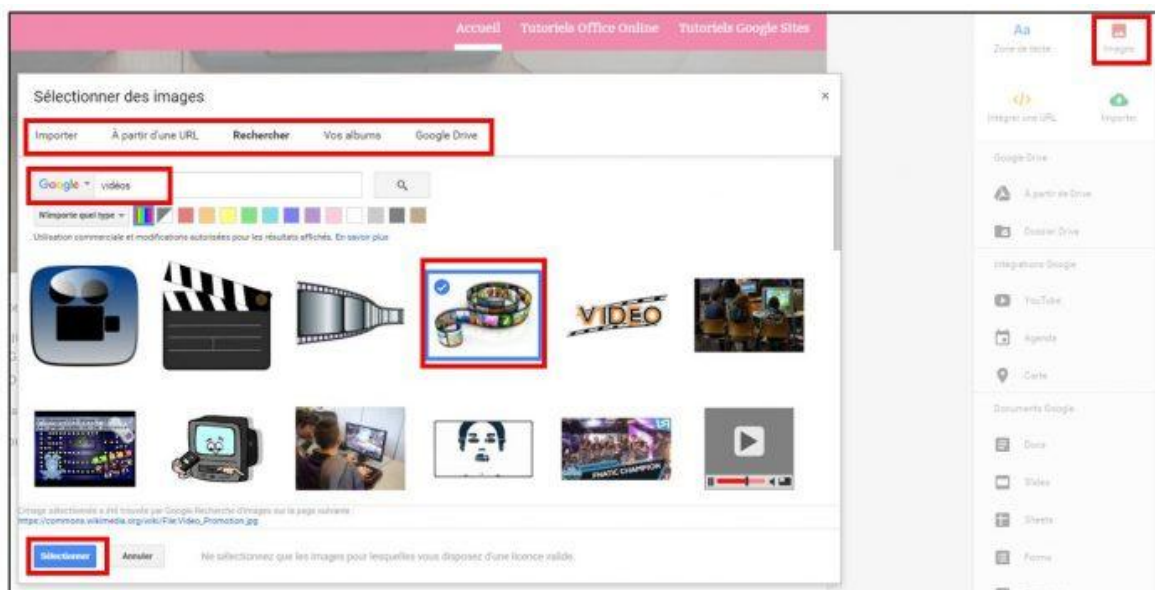 Accueil Tutoriels Office Online Tutoriels Google Sites
Aa
Zone de texte
Images
Sélectionner des images
×
</>
Intégrer une URL
Importer
Importer À partir d'une URL Rechercher Vos albums Google Drive
Google vidéos
N'importe quel type
Utilisation commerciale et modifications autorisées pour les résultats affichés. En savoir plus
VIDEO
FNATIC CHAMPION
L'image sélectionnée a été trouvée par Google Recherche d'images sur la page suivante :
https://commons.wikimedia.org/wiki/File:Video_Promotion.jpg
Sélectionner Annuler Ne sélectionnez que les images pour lesquelles vous disposez d'une licence valide.
Google Drive
À partir de Drive
Dossier Drive
Intégrations Google
YouTube
Agenda
Carte
Documents Google
Docs
Slides
Sheets
Forms